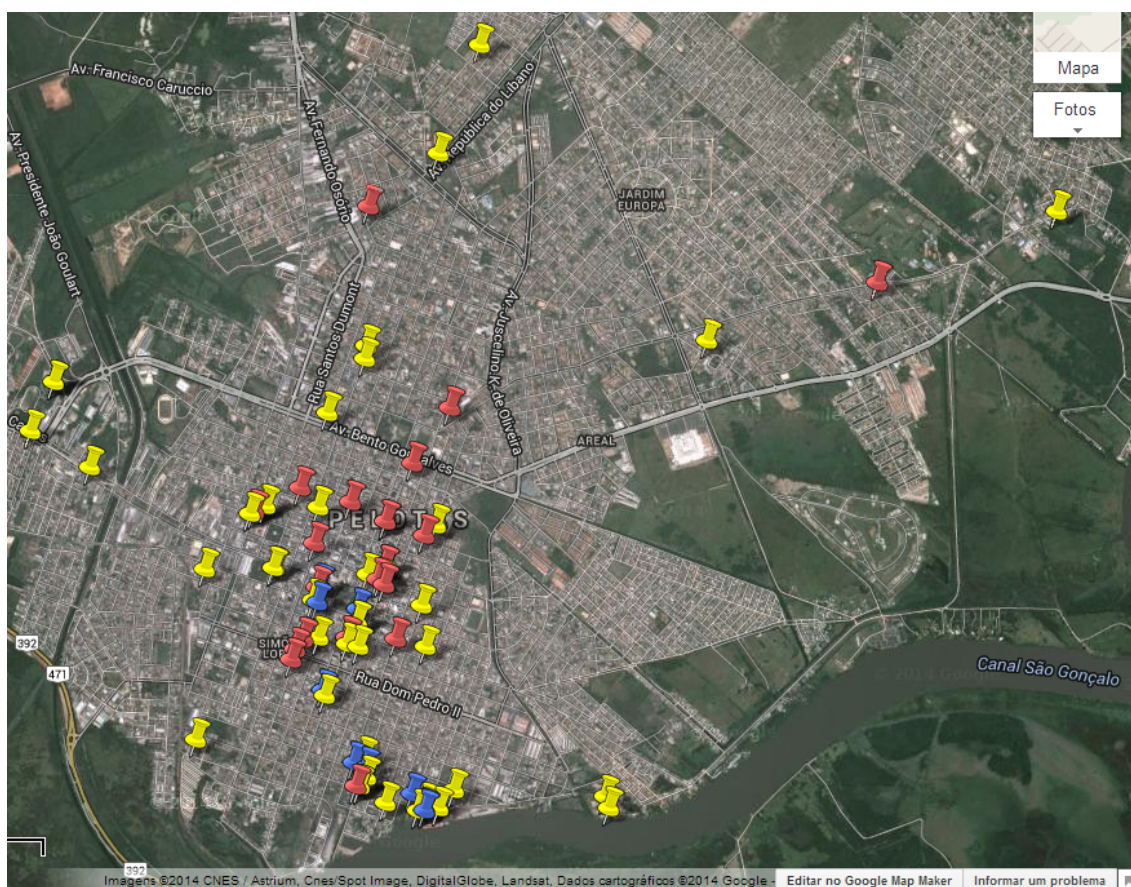 Mapa
Fotos
Av. Francisco Caruccio
Av. República do Líbano
Av. Fernando Osório
Av. Presidente João Goulart
JARDIM
EUROPA
Rua Santos Dumont
Av. Juscelino K. de Oliveira
Av. Bento Gonçalves
AREAL
PELOTAS
392
471
Rua Dom Pedro II
Canal São Gonçalo
392
Imagens ©2014 CNES / Astrium, Cnes/Spot Image, DigitalGlobe, Landsat, Dados cartográficos ©2014 Google -
Editar no Google Map Maker
Informar um problema